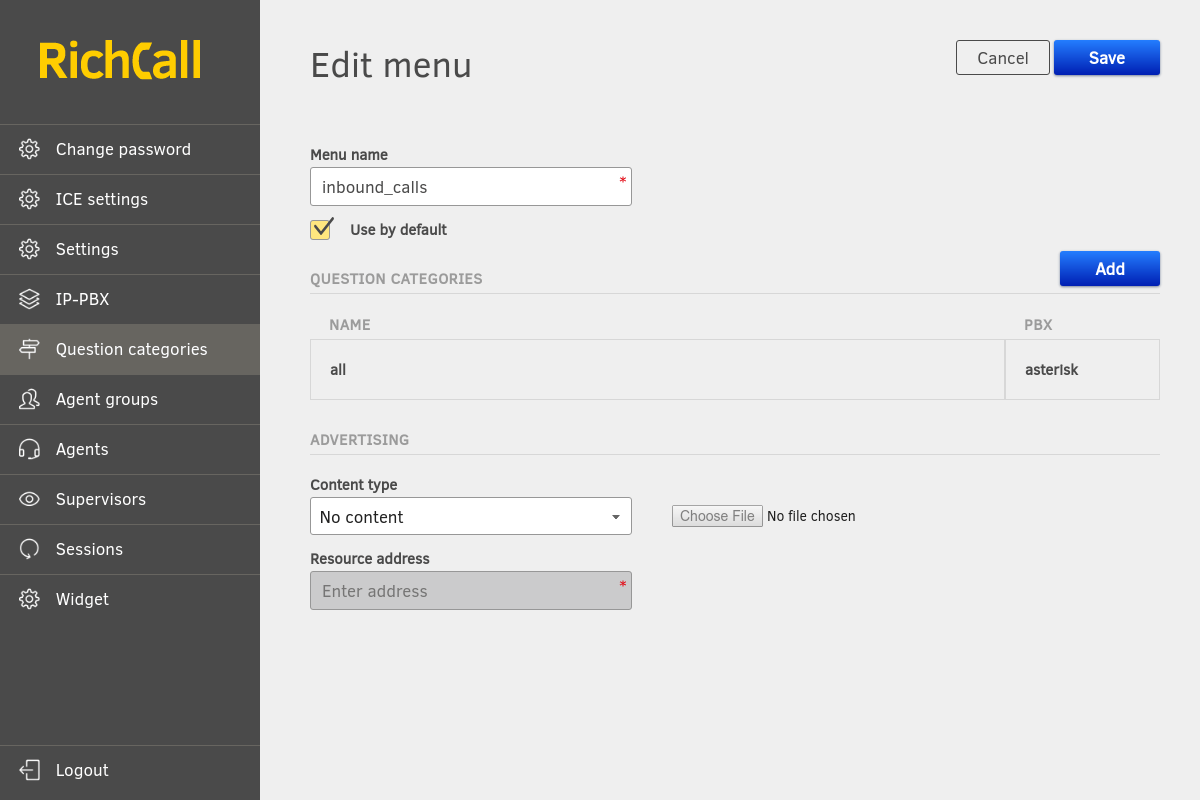 RichCall
Change password
ICE settings
Settings
IP-PBX
Question categories
Agent groups
Agents
Supervisors
Sessions
Widget
Logout
Edit menu
Cancel
Save
Menu name
inbound_calls *
Use by default
QUESTION CATEGORIES
Add
NAME PBX
all asterisk
ADVERTISING
Content type
No content
Choose File No file chosen
Resource address
Enter address *